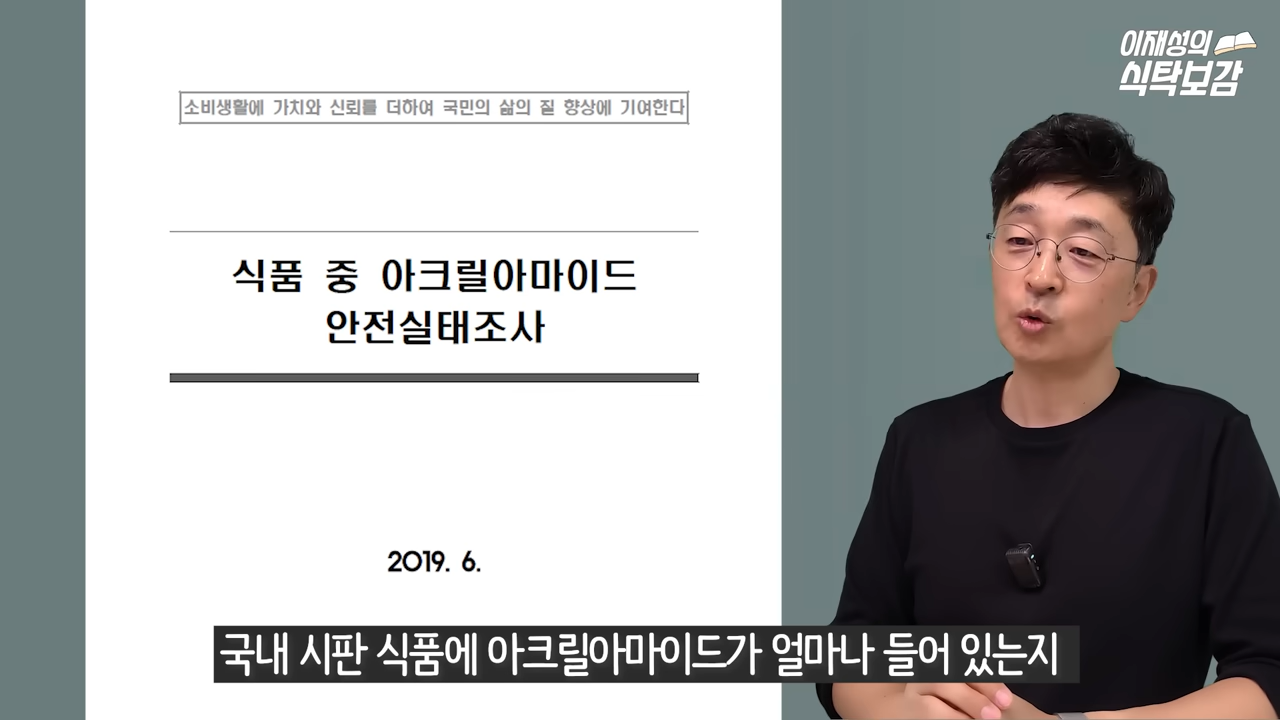 이재성의
식탁보감
소비생활에 가치와 신뢰를 더하여 국민의 삶의 질 향상에 기여한다
식품 중 아크릴아마이드
안전실태조사
2019. 6.
국내 시판 식품에 아크릴아마이드가 얼마나 들어 있는지